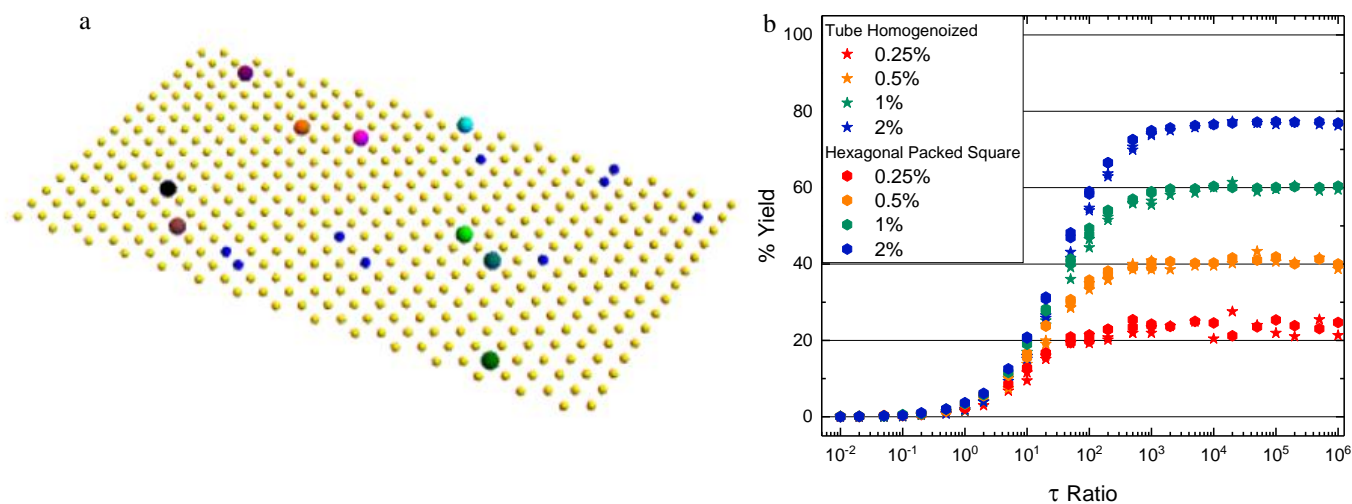 a
b
Tube Homogenoized
0.25%
0.5%
1%
2%
Hexagonal Packed Square
0.25%
0.5%
1%
2%
% Yield
100
80
60
40
20
0
10⁻² 10⁻¹ 10⁰ 10¹ 10² 10³ 10⁴ 10⁵ 10⁶
τ Ratio